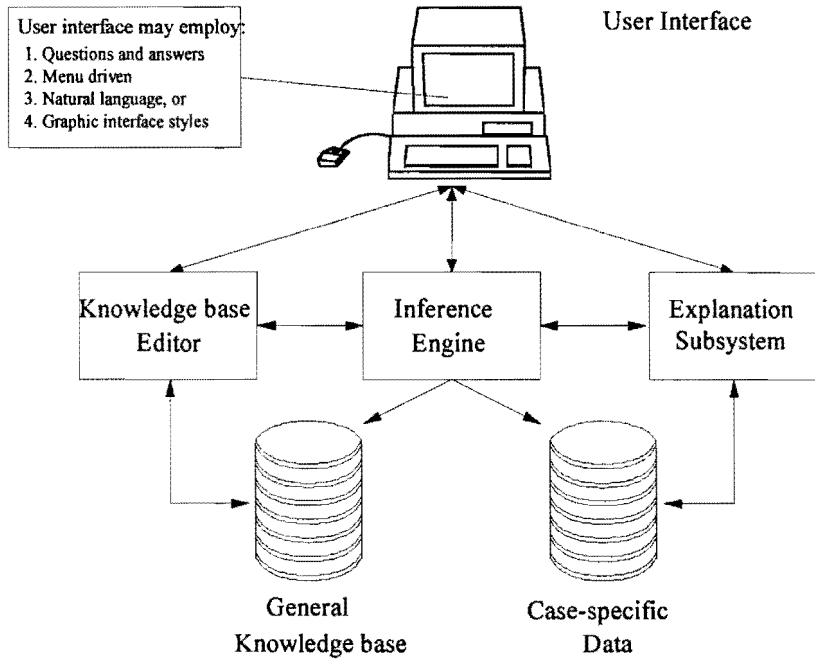 User interface may employ:
1. Questions and answers
2. Menu driven
3. Natural language, or
4. Graphic interface styles
User Interface
Knowledge base
Editor
Inference
Engine
Explanation
Subsystem
General
Knowledge base
Case-specific
Data